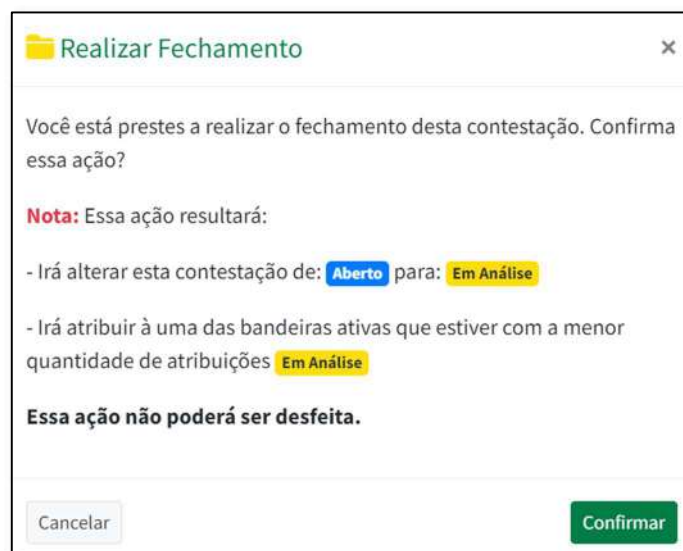 Realizar Fechamento ×
Você está prestes a realizar o fechamento desta contestação. Confirma
essa ação?
Nota: Essa ação resultará:
- Irá alterar esta contestação de: Aberto para: Em Análise
- Irá atribuir à uma das bandeiras ativas que estiver com a menor
quantidade de atribuições Em Análise
Essa ação não poderá ser desfeita.
Cancelar Confirmar